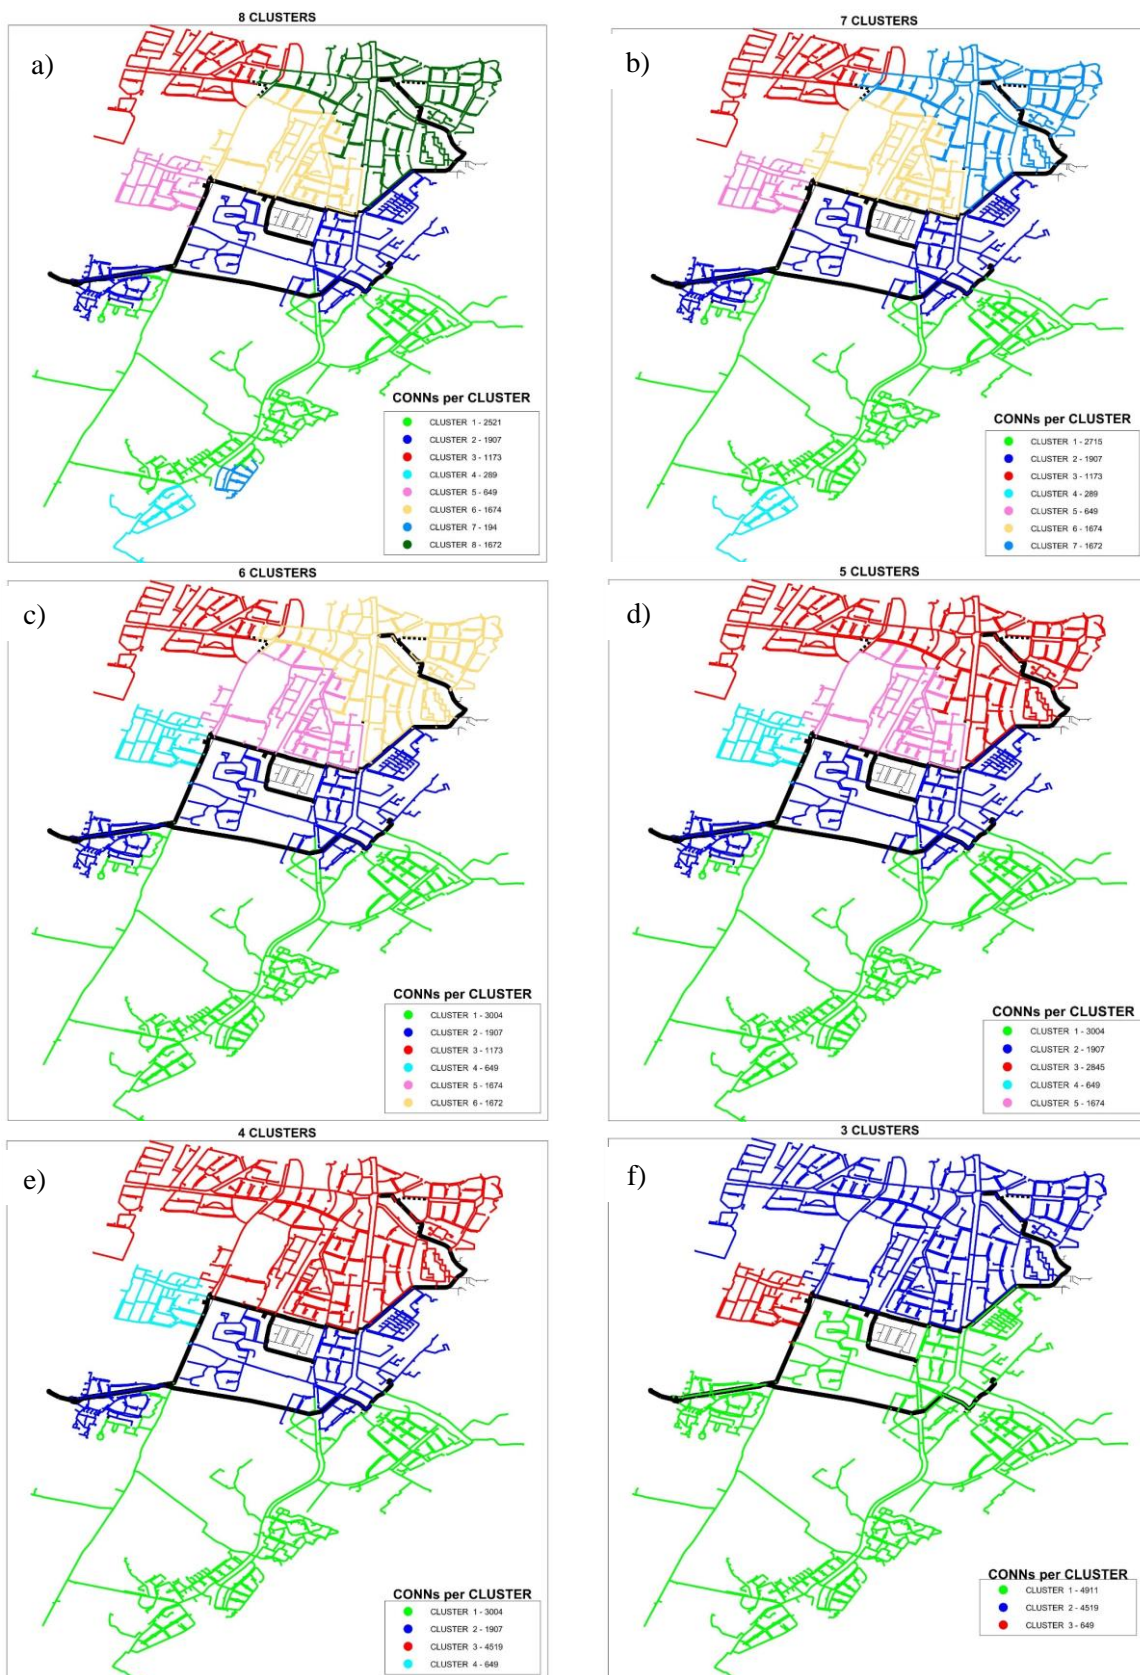 8 CLUSTERS
a)
CONNs per CLUSTER
CLUSTER 1 - 2521
CLUSTER 2 - 1907
CLUSTER 3 - 1173
CLUSTER 4 - 289
CLUSTER 5 - 649
CLUSTER 6 - 1674
CLUSTER 7 - 194
CLUSTER 8 - 1672
7 CLUSTERS
b)
CONNs per CLUSTER
CLUSTER 1 - 2715
CLUSTER 2 - 1907
CLUSTER 3 - 1173
CLUSTER 4 - 289
CLUSTER 5 - 649
CLUSTER 6 - 1674
CLUSTER 7 - 1672
6 CLUSTERS
c)
CONNs per CLUSTER
CLUSTER 1 - 3004
CLUSTER 2 - 1907
CLUSTER 3 - 1173
CLUSTER 4 - 649
CLUSTER 5 - 1674
CLUSTER 6 - 1672
5 CLUSTERS
d)
CONNs per CLUSTER
CLUSTER 1 - 3004
CLUSTER 2 - 1907
CLUSTER 3 - 2845
CLUSTER 4 - 649
CLUSTER 5 - 1674
4 CLUSTERS
e)
CONNs per CLUSTER
CLUSTER 1 - 3004
CLUSTER 2 - 1907
CLUSTER 3 - 4519
CLUSTER 4 - 649
3 CLUSTERS
f)
CONNs per CLUSTER
CLUSTER 1 - 4911
CLUSTER 2 - 4519
CLUSTER 3 - 649